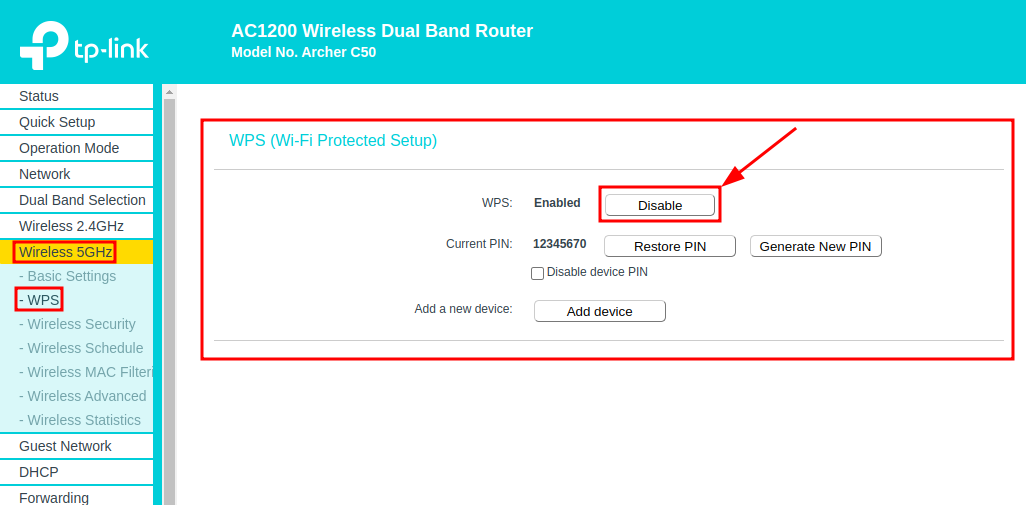 tp-link
AC1200 Wireless Dual Band Router
Model No. Archer C50
Status
Quick Setup
Operation Mode
Network
Dual Band Selection
Wireless 2.4GHz
Wireless 5GHz
- Basic Settings
- WPS
- Wireless Security
- Wireless Schedule
- Wireless MAC Filteri
- Wireless Advanced
- Wireless Statistics
Guest Network
DHCP
Forwarding
WPS (Wi-Fi Protected Setup)
WPS: Enabled Disable
Current PIN: 12345670 Restore PIN Generate New PIN
Disable device PIN
Add a new device: Add device